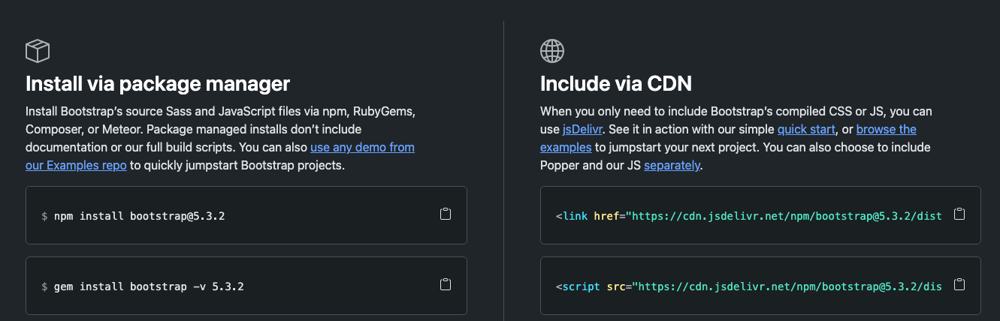 Install via package manager
Install Bootstrap’s source Sass and JavaScript files via npm, RubyGems,
Composer, or Meteor. Package managed installs don’t include
documentation or our full build scripts. You can also use any demo from
our Examples repo to quickly jumpstart Bootstrap projects.
$ npm install bootstrap@5.3.2
$ gem install bootstrap -v 5.3.2
Include via CDN
When you only need to include Bootstrap’s compiled CSS or JS, you can
use jsDelivr. See it in action with our simple quick start, or browse the
examples to jumpstart your next project. You can also choose to include
Popper and our JS separately.
<link href="https://cdn.jsdelivr.net/npm/bootstrap@5.3.2/dist
<script src="https://cdn.jsdelivr.net/npm/bootstrap@5.3.2/dis